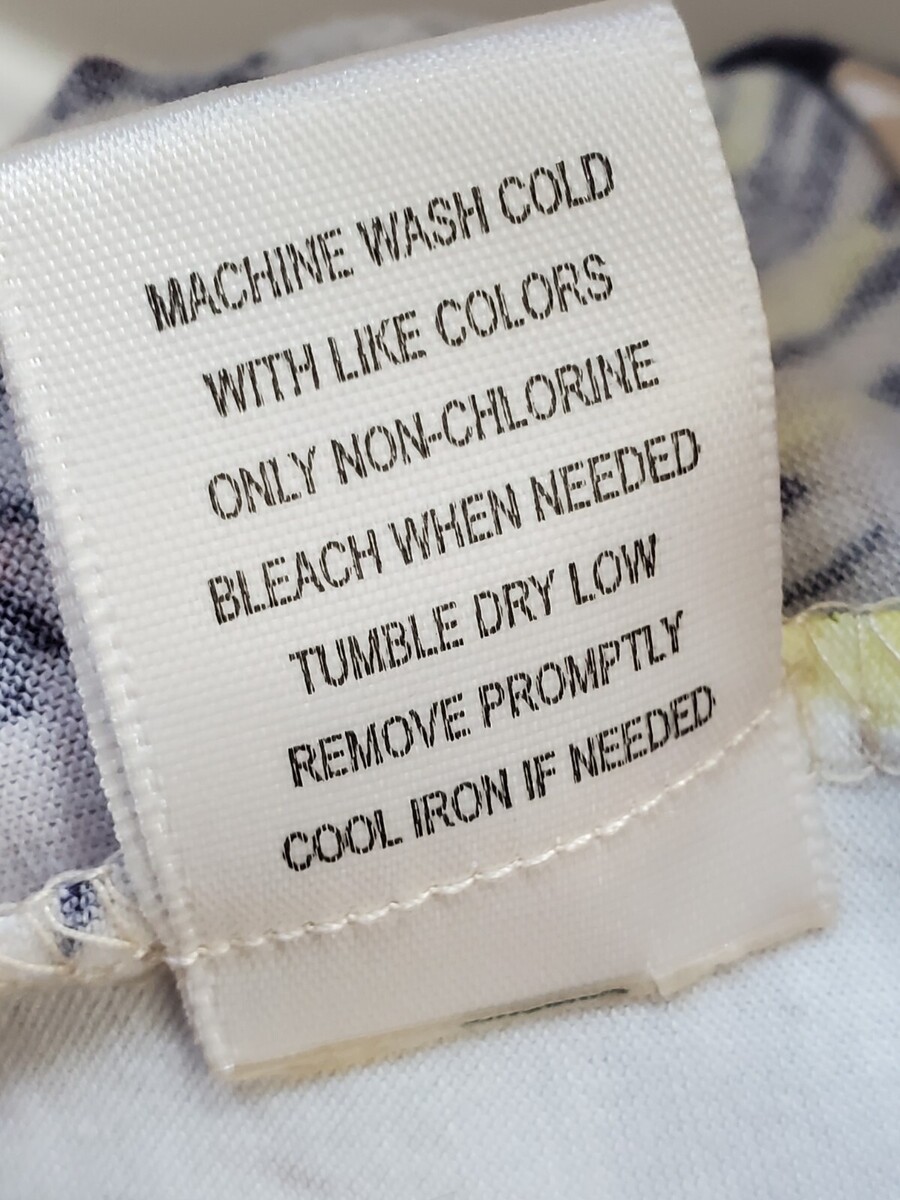 MACHINE WASH COLD
WITH LIKE COLORS
ONLY NON-CHLORINE
BLEACH WHEN NEEDED
TUMBLE DRY LOW
REMOVE PROMPTLY
COOL IRON IF NEEDED